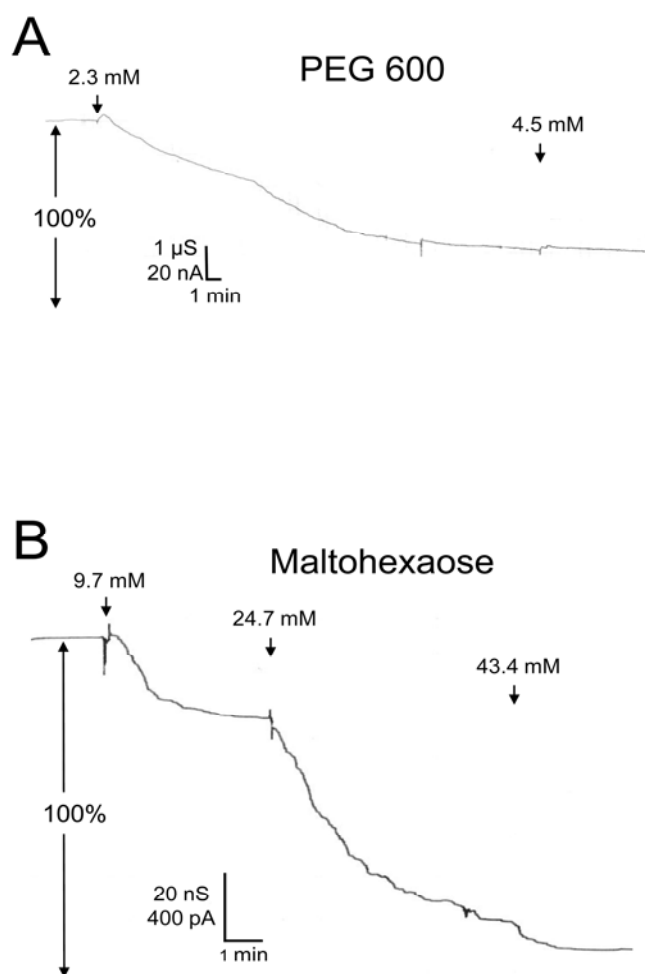 A
PEG 600
2.3 mM
4.5 mM
100%
1 µS
20 nA
1 min
B
Maltohexaose
9.7 mM
24.7 mM
43.4 mM
100%
20 nS
400 pA
1 min